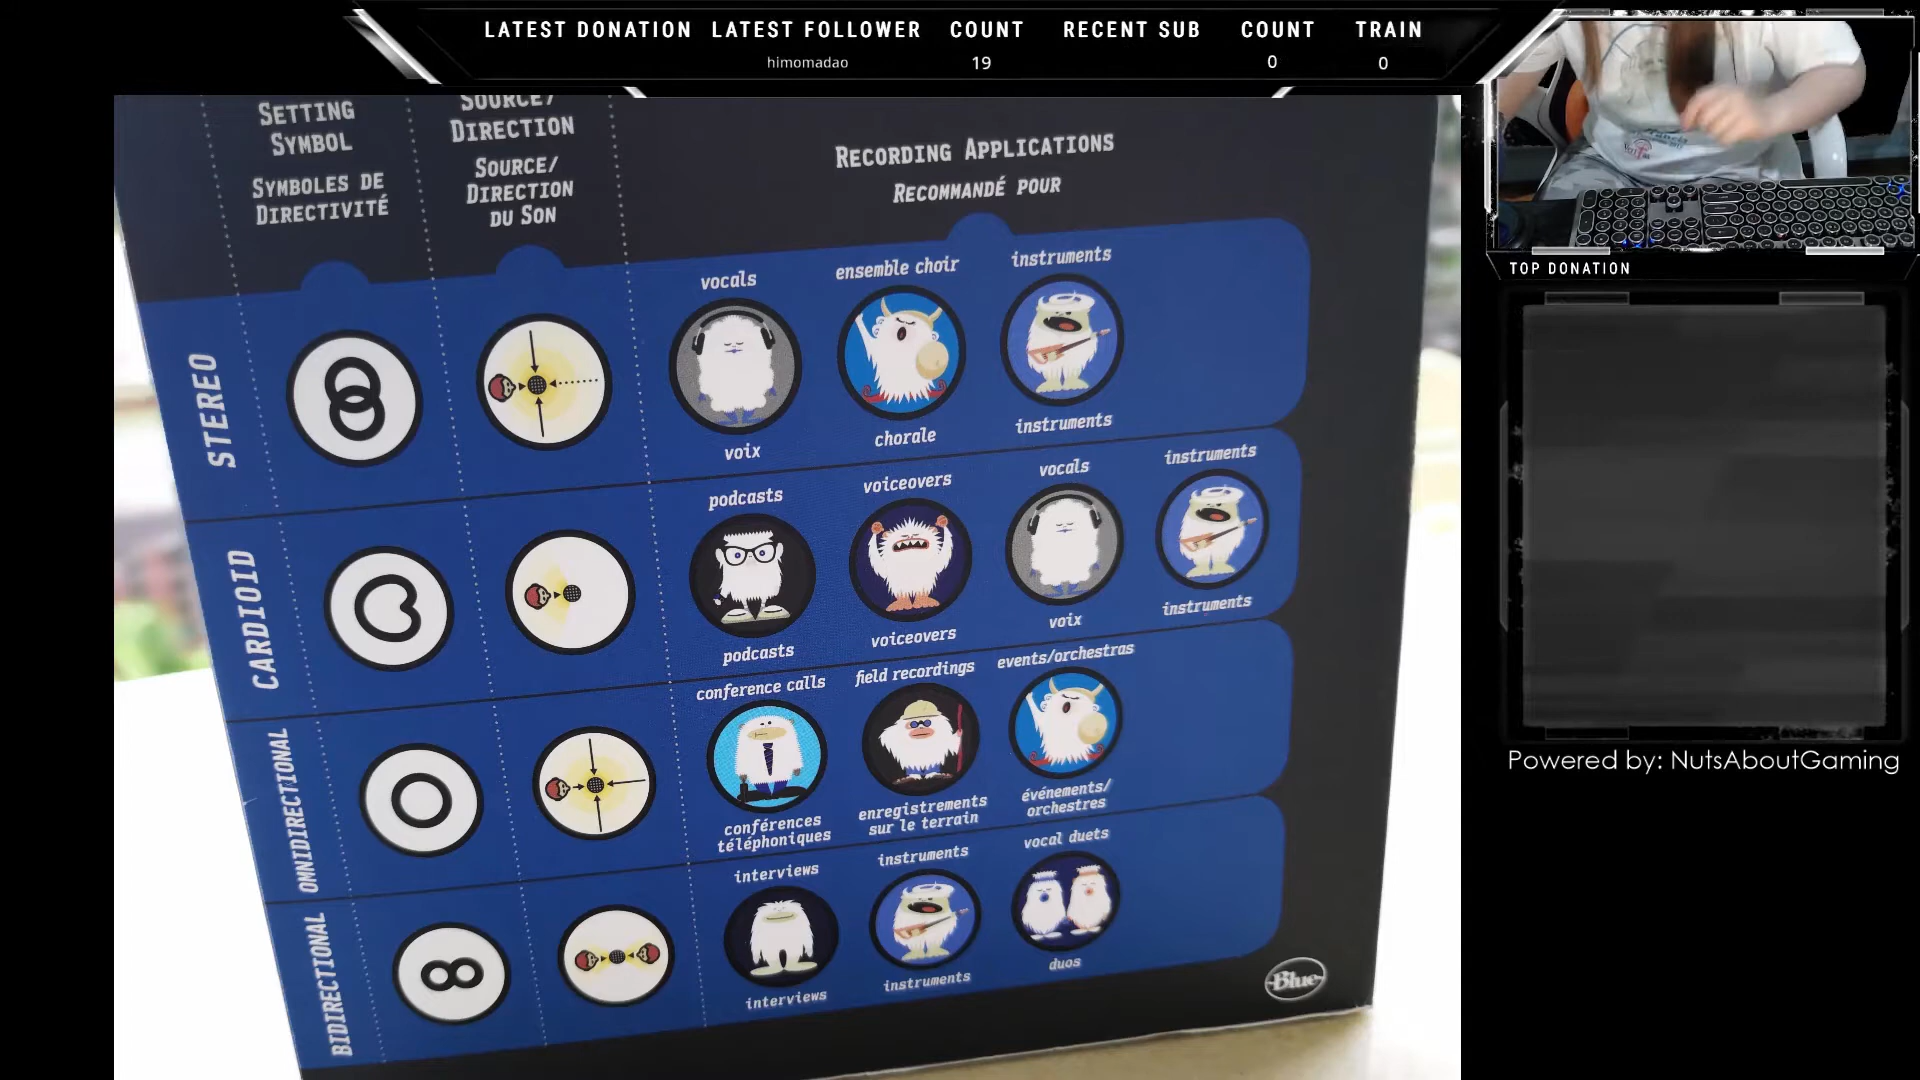 LATEST DONATION LATEST FOLLOWER COUNT RECENT SUB COUNT TRAIN
himomadao 19 0 0
TOP DONATION
Powered by: NutsAboutGaming
SETTING
SYMBOL
SYMBOLES DE
DIRECTIVITÉ
SOURCE/
DIRECTION
SOURCE/
DIRECTION
DU SON
RECORDING APPLICATIONS
RECOMMANDÉ POUR
STEREO
vocals ensemble choir instruments
voix chorale instruments
CARDIOID
podcasts voiceovers vocals instruments
podcasts voiceovers voix instruments
OMNIDIRECTIONAL
conference calls field recordings events/orchestras
conférences
téléphoniques
enregistrements
sur le terrain
événements/
orchestres
BIDIRECTIONAL
interviews instruments vocal duets
interviews instruments duos
Blue